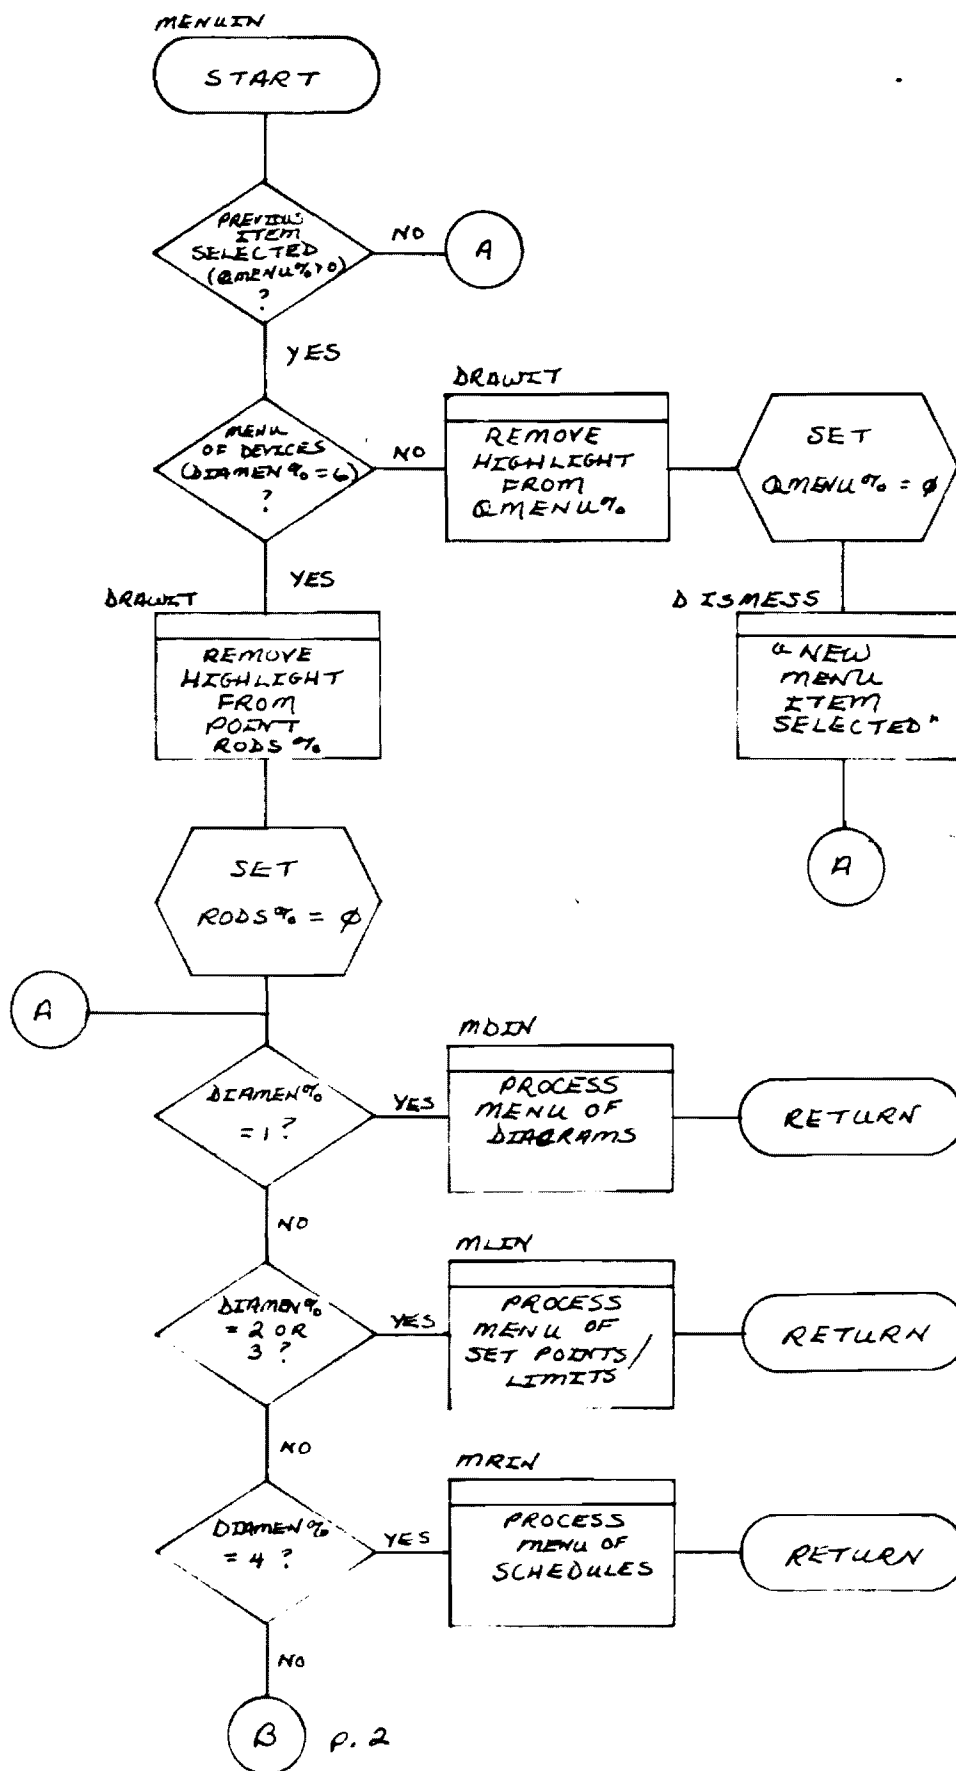 MENUIN
START
PREVIOUS
ITEM
SELECTED
(QMENU%>0)
?
NO
A
YES
MENU
OF DEVICES
(DIAMEN%=6)
?
NO
DRAWIT
REMOVE
HIGHLIGHT
FROM
QMENU%
SET
QMENU% = ∅
YES
DRAWIT
REMOVE
HIGHLIGHT
FROM
POINT
RODS%
DISMESS
"NEW
MENU
ITEM
SELECTED"
A
SET
RODS% = ∅
A
DIAMEN%
= 1 ?
YES
MDIN
PROCESS
MENU OF
DIAGRAMS
RETURN
NO
DIAMEN%
= 2 OR
3 ?
YES
MLIN
PROCESS
MENU OF
SET POINTS/
LIMITS
RETURN
NO
DIAMEN%
= 4 ?
YES
MRIN
PROCESS
MENU OF
SCHEDULES
RETURN
NO
B
P. 2